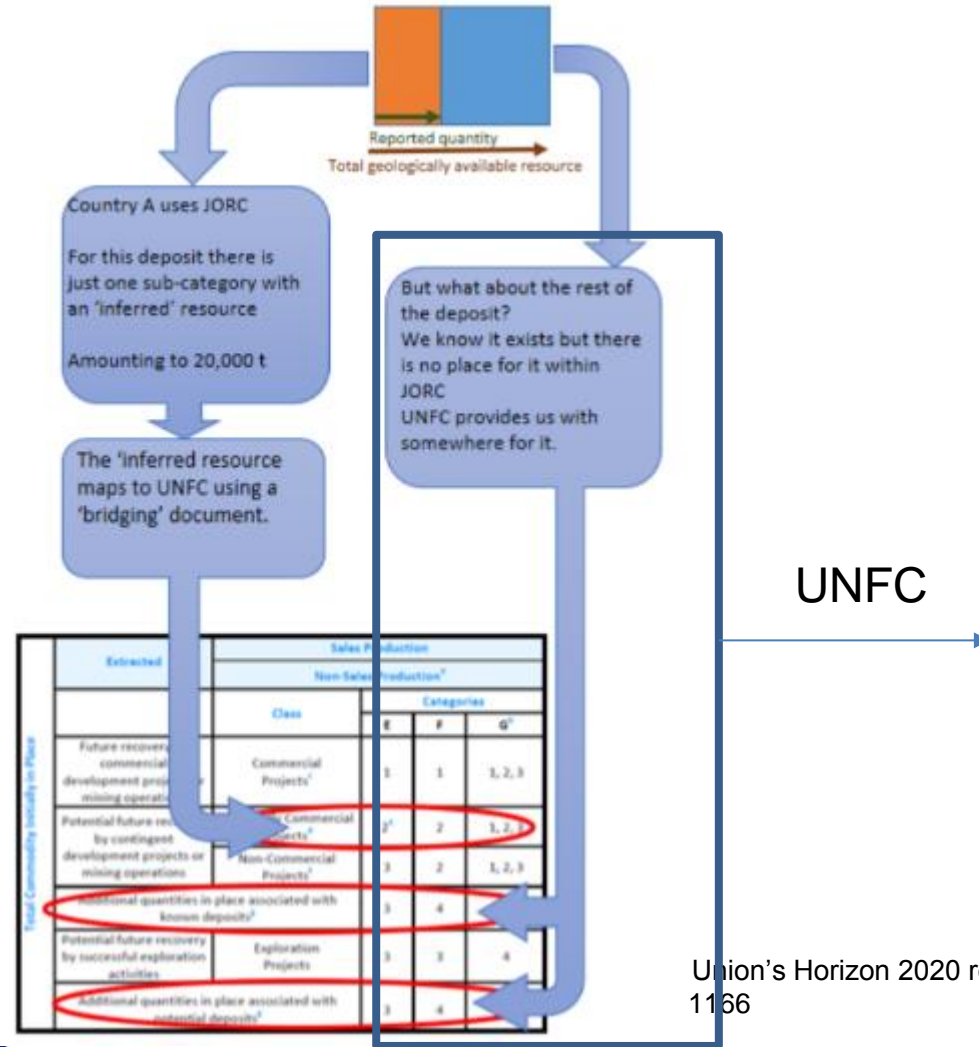 Reported quantity
Total geologically available resource
Country A uses JORC
For this deposit there is
just one sub-category with
an 'inferred' resource
Amounting to 20,000 t
The 'inferred resource
maps to UNFC using a
'bridging' document.
But what about the rest of
the deposit?
We know it exists but there
is no place for it within
JORC
UNFC provides us with
somewhere for it.
UNFC
Total Commodity Initially in Place
Extracted
Sales Production
Non-Sales Production
Class
Categories
E
F
G
Future recovery
commercial
development
mining
Commercial
Projects
1
1
1, 2, 3
Potential future
by contingent
development projects or
mining operations
Commercial
2
2
1, 2,
Non-Commercial
Projects
3
2
1, 2, 3
Additional quantities in place associated with
known deposits
3
4
Potential future recovery
by successful exploration
activities
Exploration
Projects
3
3
4
Additional quantities in place associated with
potential deposits
3
4
Union's Horizon 2020
1166